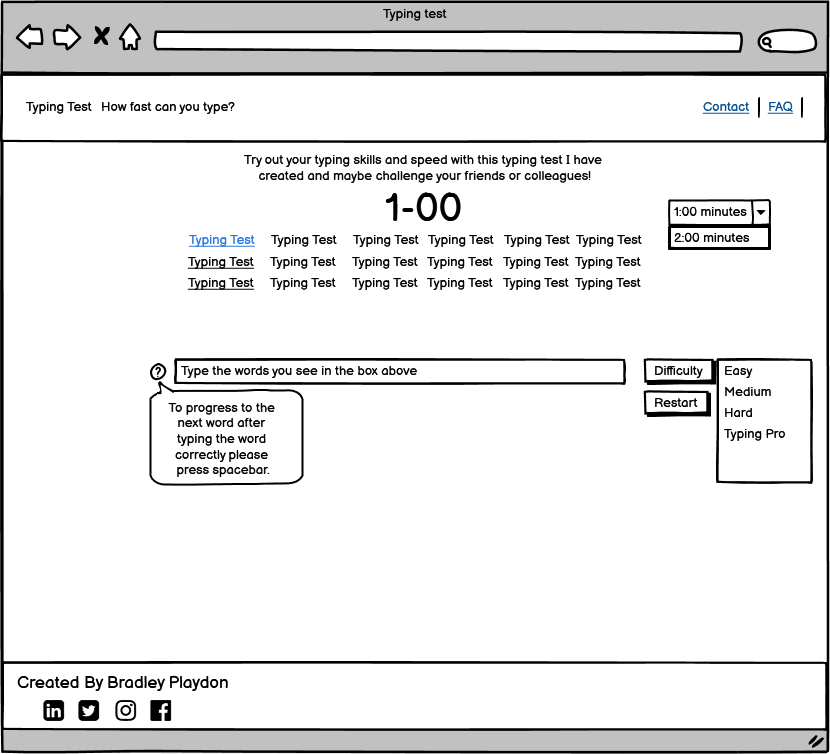 Typing test
Typing Test How fast can you type?
Contact
FAQ
Try out your typing skills and speed with this typing test I have
created and maybe challenge your friends or colleagues!
1-00
1:00 minutes
2:00 minutes
Typing Test Typing Test Typing Test Typing Test Typing Test Typing Test
Typing Test Typing Test Typing Test Typing Test Typing Test Typing Test
Typing Test Typing Test Typing Test Typing Test Typing Test Typing Test
?
Type the words you see in the box above
Difficulty
Restart
Easy
Medium
Hard
Typing Pro
To progress to the
next word after
typing the word
correctly please
press spacebar.
Created By Bradley Playdon